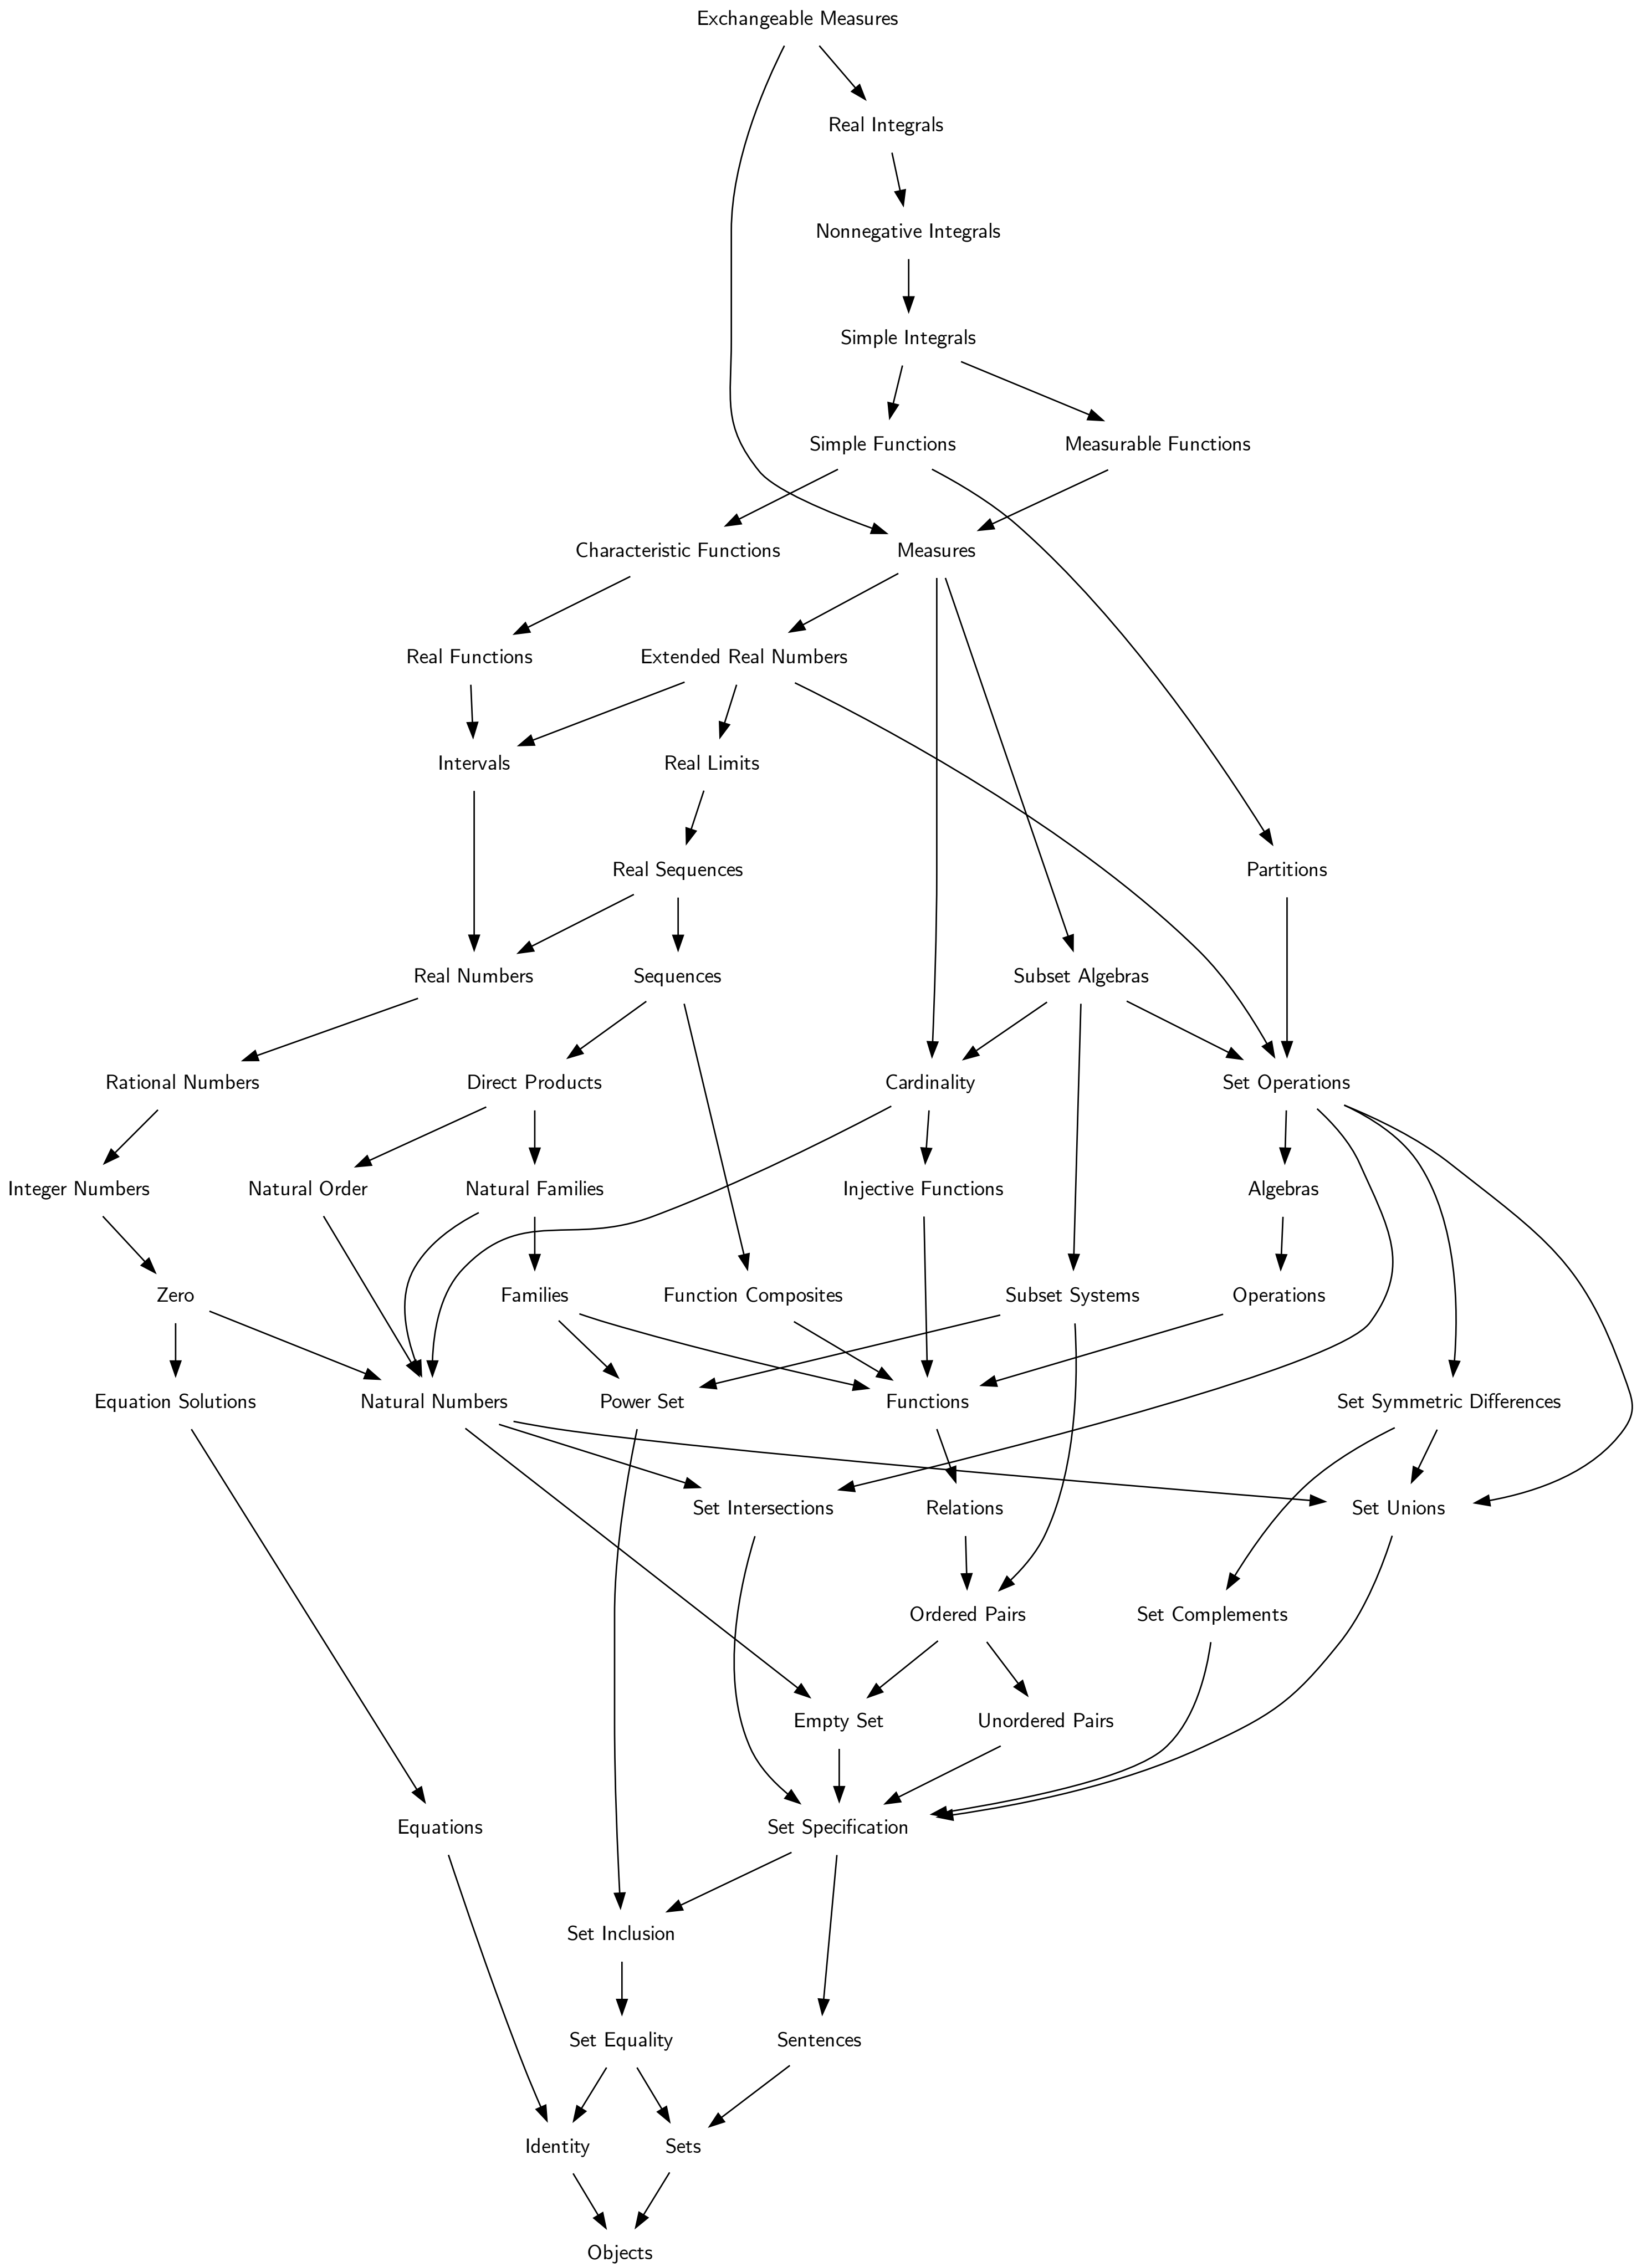 Exchangeable Measures
Real Integrals
Nonnegative Integrals
Simple Integrals
Simple Functions
Measurable Functions
Characteristic Functions
Measures
Real Functions
Extended Real Numbers
Intervals
Real Limits
Real Sequences
Partitions
Real Numbers
Sequences
Subset Algebras
Rational Numbers
Direct Products
Cardinality
Set Operations
Integer Numbers
Natural Order
Natural Families
Injective Functions
Algebras
Zero
Families
Function Composites
Subset Systems
Operations
Equation Solutions
Natural Numbers
Power Set
Functions
Set Symmetric Differences
Set Intersections
Relations
Set Unions
Ordered Pairs
Set Complements
Empty Set
Unordered Pairs
Equations
Set Specification
Set Inclusion
Set Equality
Sentences
Identity
Sets
Objects